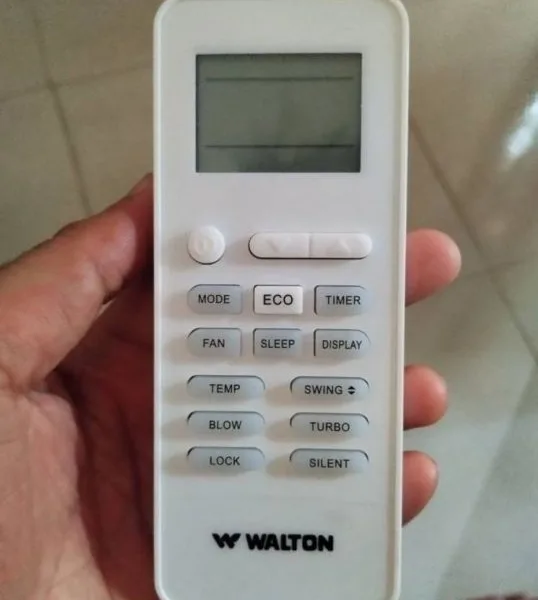 MODE ECO TIMER
FAN SLEEP DISPLAY
TEMP SWING
BLOW TURBO
LOCK SILENT
WALTON